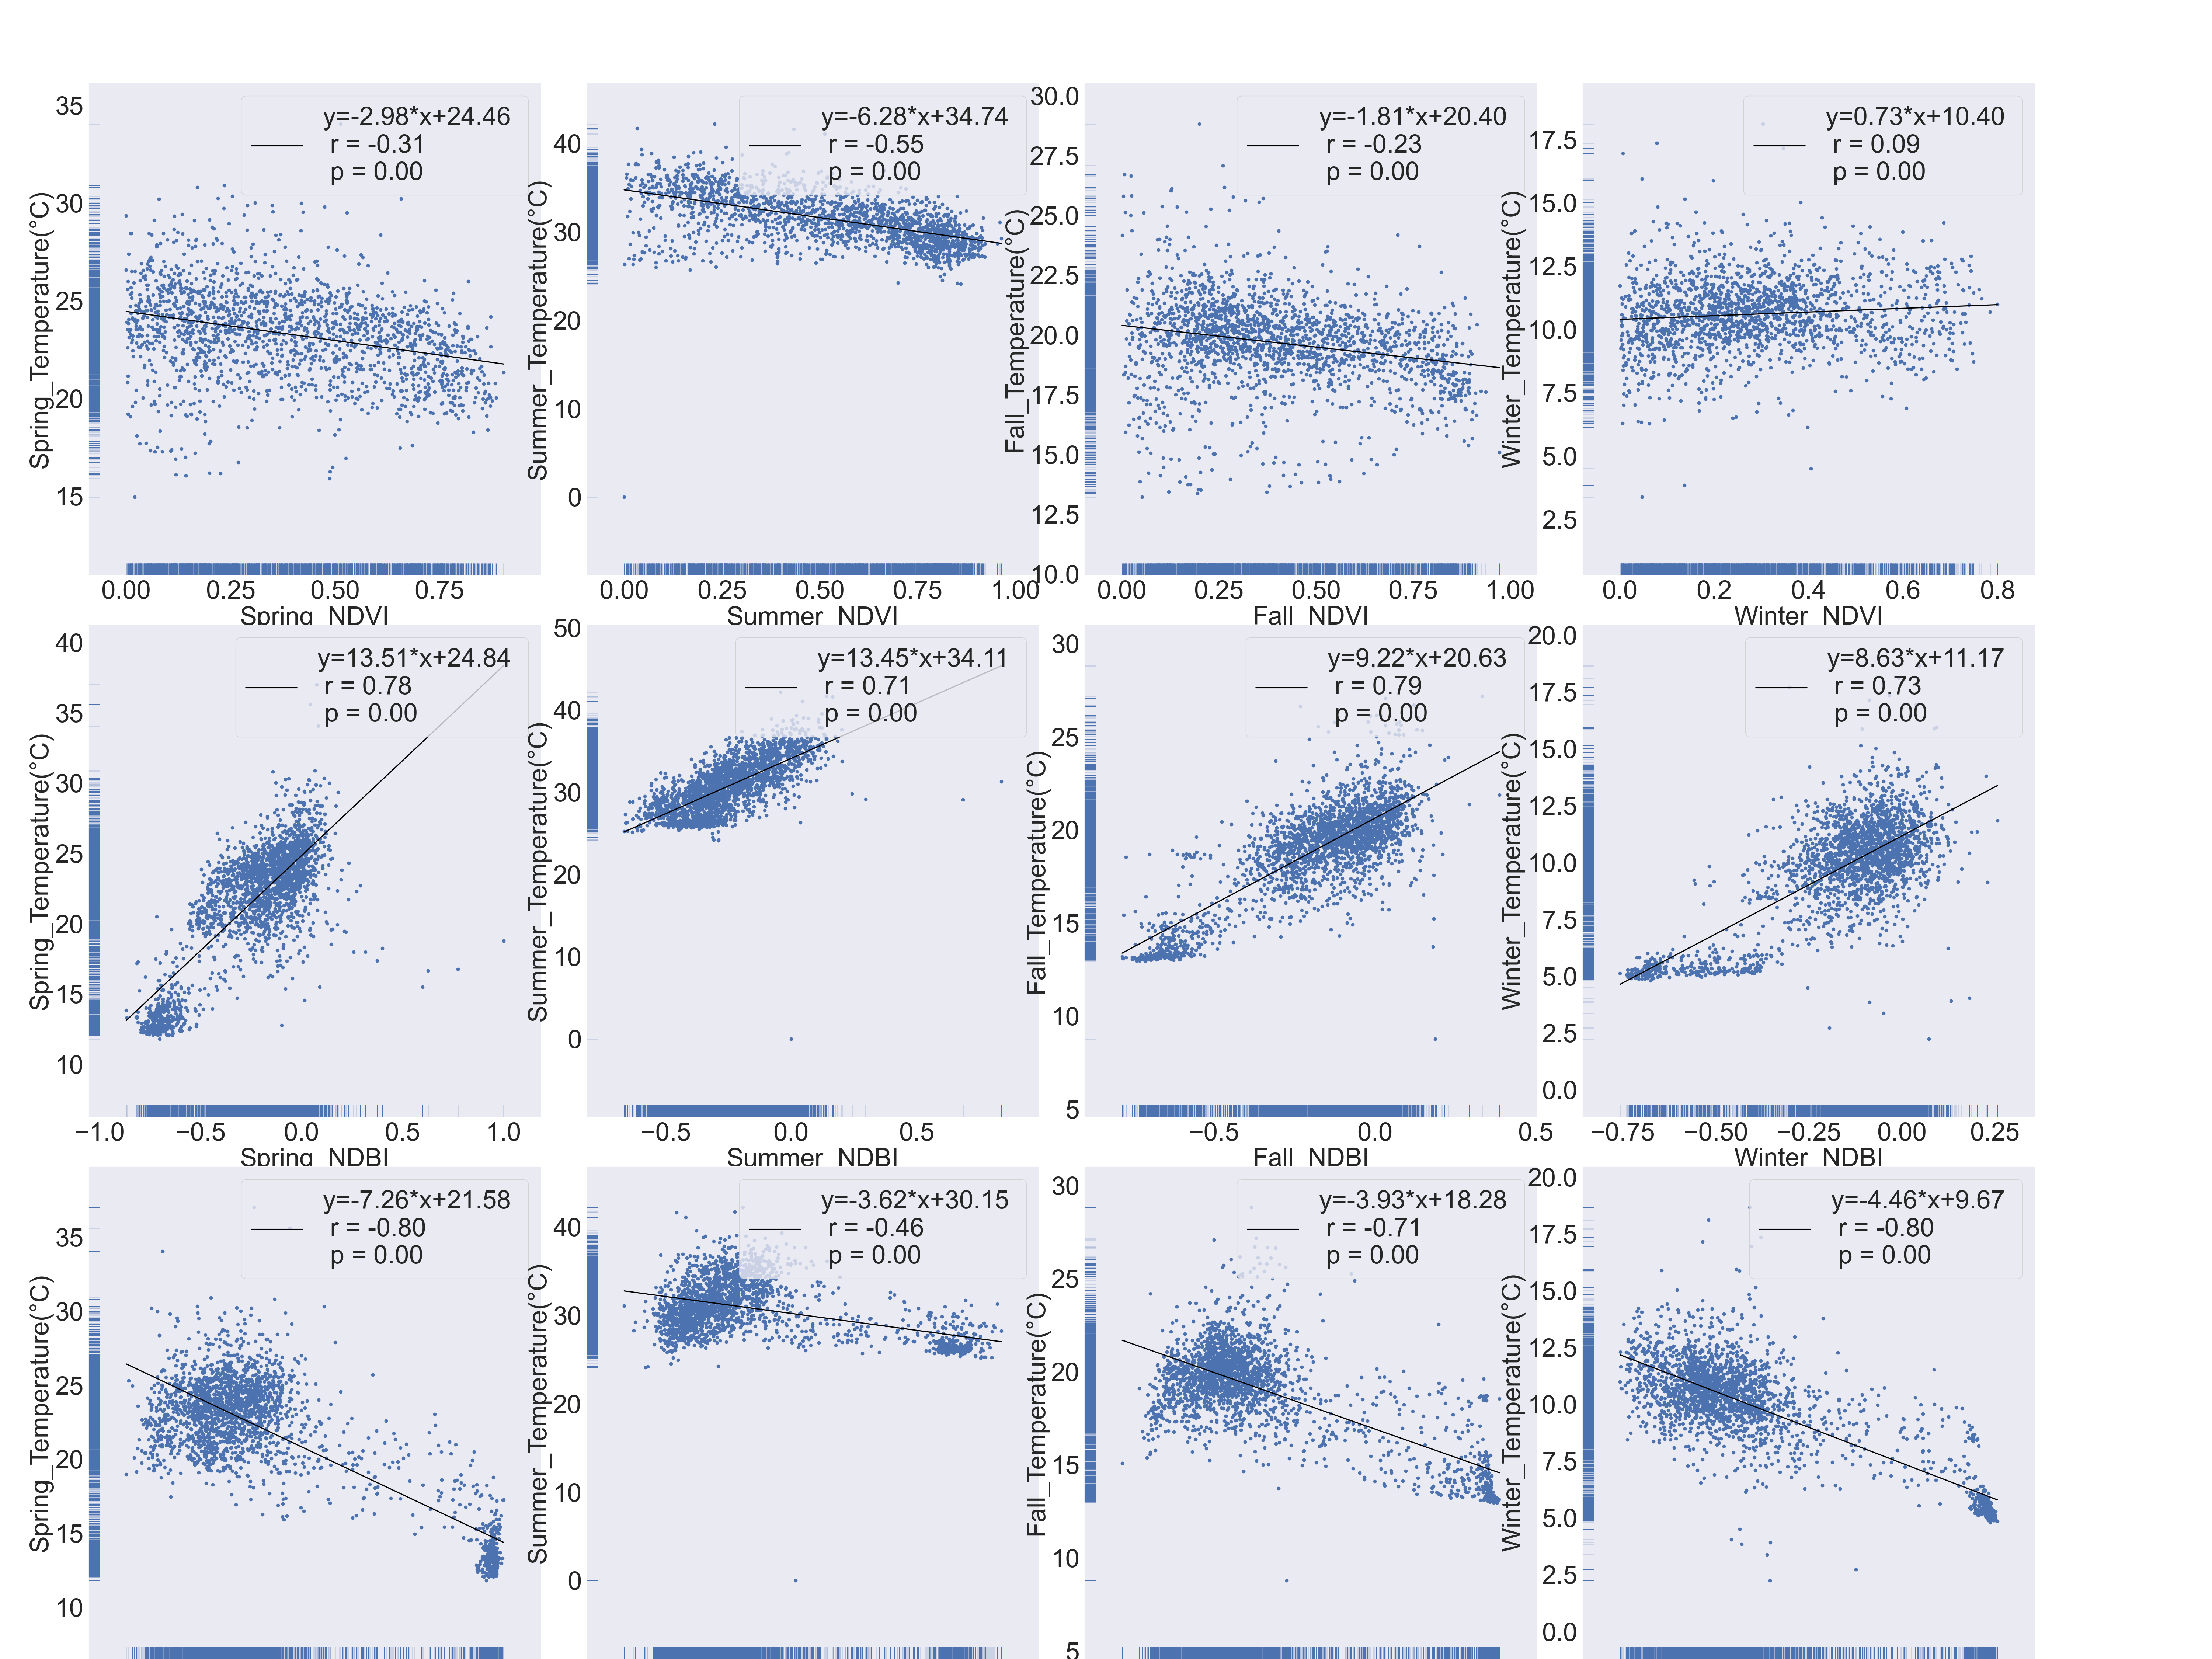 35
30
25
20
15
Spring_Temperature(°C)
y=-2.98*x+24.46
r = -0.31
p = 0.00
0.00 0.25 0.50 0.75
Spring_NDVI
40
30
20
10
0
Summer_Temperature(°C)
y=-6.28*x+34.74
r = -0.55
p = 0.00
0.00 0.25 0.50 0.75 1.00
Summer_NDVI
30.0
27.5
25.0
22.5
20.0
17.5
15.0
12.5
10.0
Fall_Temperature(°C)
y=-1.81*x+20.40
r = -0.23
p = 0.00
0.00 0.25 0.50 0.75 1.00
Fall_NDVI
17.5
15.0
12.5
10.0
7.5
5.0
2.5
Winter_Temperature(°C)
y=0.73*x+10.40
r = 0.09
p = 0.00
0.0 0.2 0.4 0.6 0.8
Winter_NDVI
40
35
30
25
20
15
10
Spring_Temperature(°C)
y=13.51*x+24.84
r = 0.78
p = 0.00
−1.0 −0.5 0.0 0.5 1.0
Spring_NDBI
50
40
30
20
10
0
Summer_Temperature(°C)
y=13.45*x+34.11
r = 0.71
p = 0.00
−0.5 0.0 0.5
Summer_NDBI
30
25
20
15
10
5
Fall_Temperature(°C)
y=9.22*x+20.63
r = 0.79
p = 0.00
−0.5 0.0 0.5
Fall_NDBI
20.0
17.5
15.0
12.5
10.0
7.5
5.0
2.5
0.0
Winter_Temperature(°C)
y=8.63*x+11.17
r = 0.73
p = 0.00
−0.75 −0.50 −0.25 0.00 0.25
Winter_NDBI
35
30
25
20
15
10
Spring_Temperature(°C)
y=-7.26*x+21.58
r = -0.80
p = 0.00
40
30
20
10
0
Summer_Temperature(°C)
y=-3.62*x+30.15
r = -0.46
p = 0.00
30
25
20
15
10
5
Fall_Temperature(°C)
y=-3.93*x+18.28
r = -0.71
p = 0.00
20.0
17.5
15.0
12.5
10.0
7.5
5.0
2.5
0.0
Winter_Temperature(°C)
y=-4.46*x+9.67
r = -0.80
p = 0.00